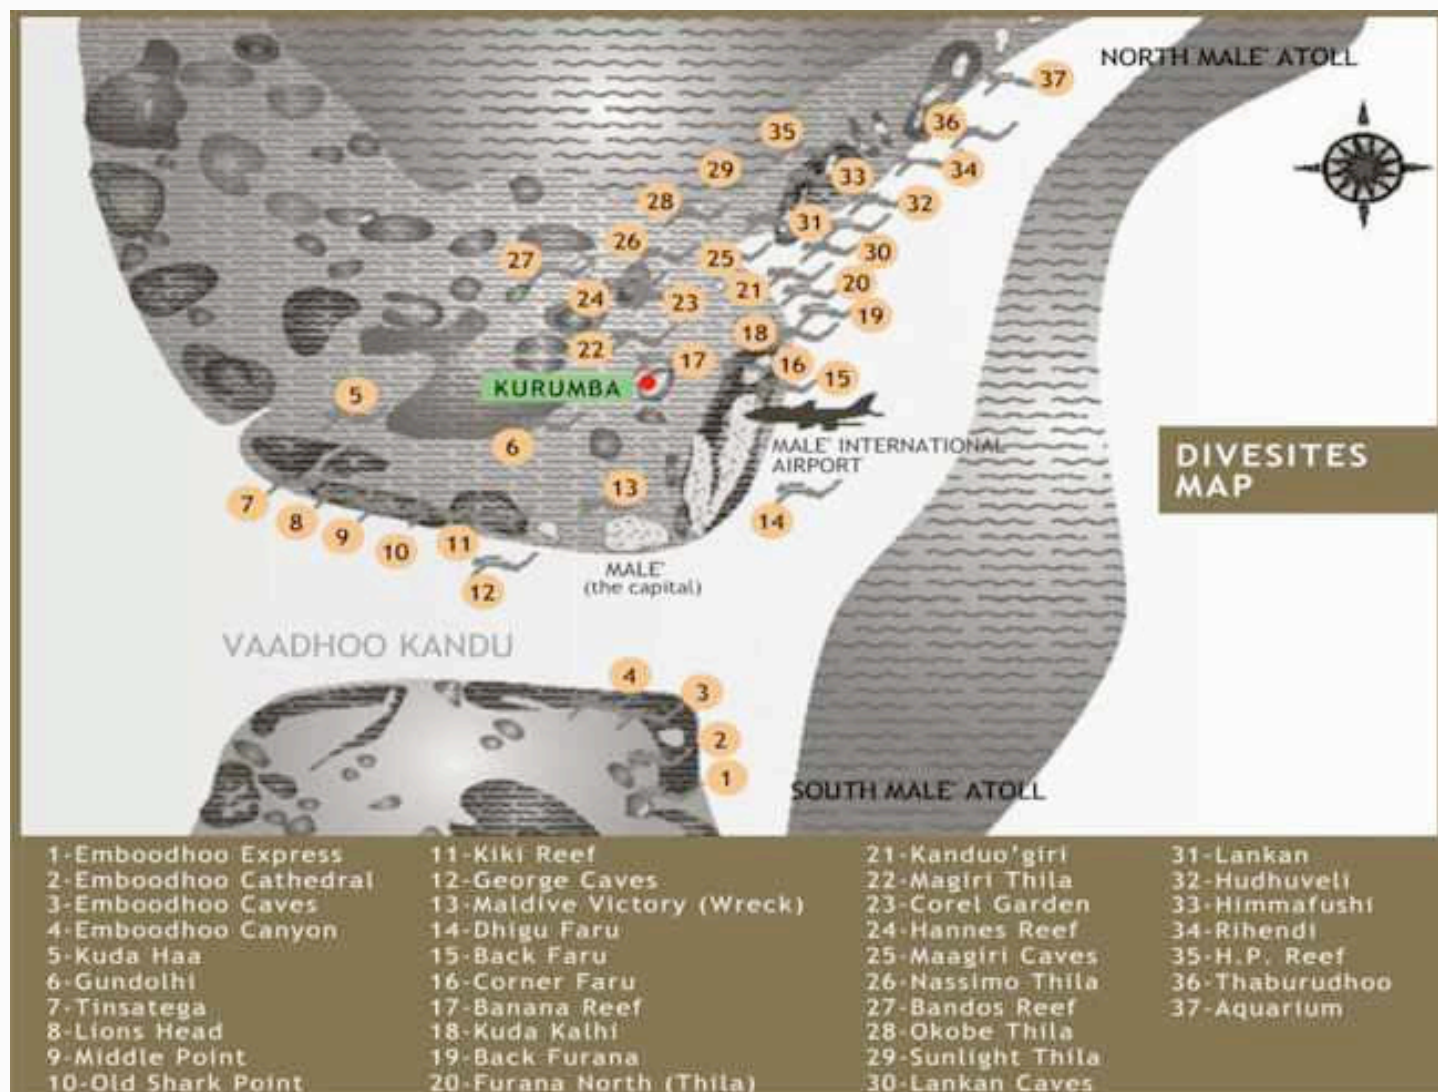 NORTH MALE' ATOLL
37
36
35
34
33
29
28
32
31
26
30
27
25
20
21
24
23
19
18
22
17
16
15
KURUMBA
5
MALE' INTERNATIONAL
AIRPORT
6
DIVESITES
MAP
13
7
8
14
9
11
10
MALE'
(the capital)
12
VAADHOO KANDU
4
3
2
1
SOUTH MALE' ATOLL
1-Emboodhoo Express
2-Emboodhoo Cathedral
3-Emboodhoo Caves
4-Emboodhoo Canyon
5-Kuda Haa
6-Gundolhi
7-Tinsatega
8-Lions Head
9-Middle Point
10-Old Shark Point
11-Kiki Reef
12-George Caves
13-Maldive Victory (Wreck)
14-Dhigu Faru
15-Back Faru
16-Corner Faru
17-Banana Reef
18-Kuda Kalhi
19-Back Furana
20-Furana North (Thila)
21-Kanduo'giri
22-Magiri Thila
23-Corel Garden
24-Hannes Reef
25-Maagiri Caves
26-Nassimo Thila
27-Bandos Reef
28-Okobe Thila
29-Sunlight Thila
30-Lankan Caves
31-Lankan
32-Hudhuveli
33-Himmafushi
34-Rihendi
35-H.P. Reef
36-Thaburudhoo
37-Aquarium